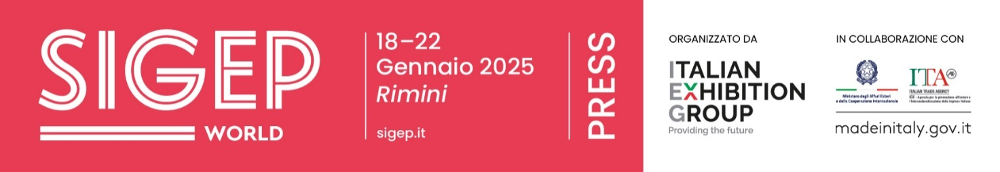 SIGEP
WORLD
18–22
Gennaio 2025
Rimini
sigep.it
PRESS
ORGANIZZATO DA
ITALIAN
EXHIBITION
GROUP
Providing the future
IN COLLABORAZIONE CON
Ministero degli Affari Esteri
e della Cooperazione Internazionale
ITA
ITALIAN TRADE AGENCY
ICE - Agenzia per la promozione all'estero e
l'internazionalizzazione delle imprese italiane
madeinitaly.gov.it